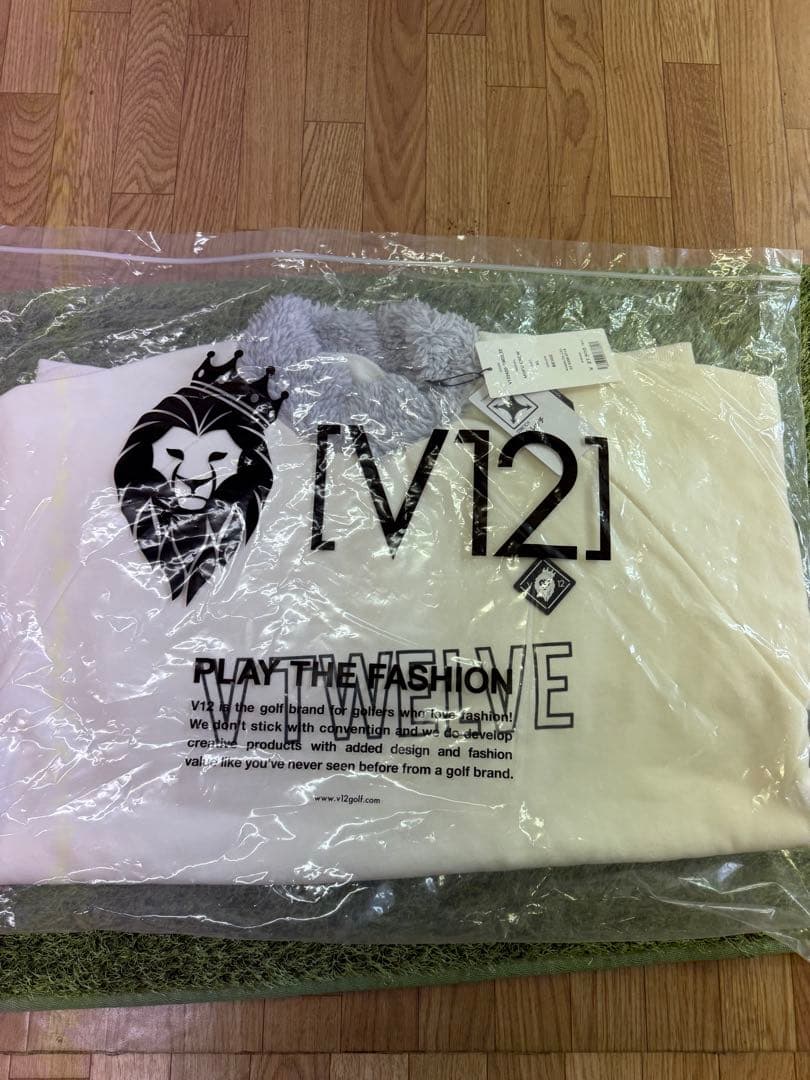 [V12]
V TWELVE
PLAY THE FASHION
V12 is the golf brand for golfers who love fashion!
We don't stick with convention and we do develop
creative products with added design and fashion
value like you've never seen before from a golf brand.
www.v12golf.com